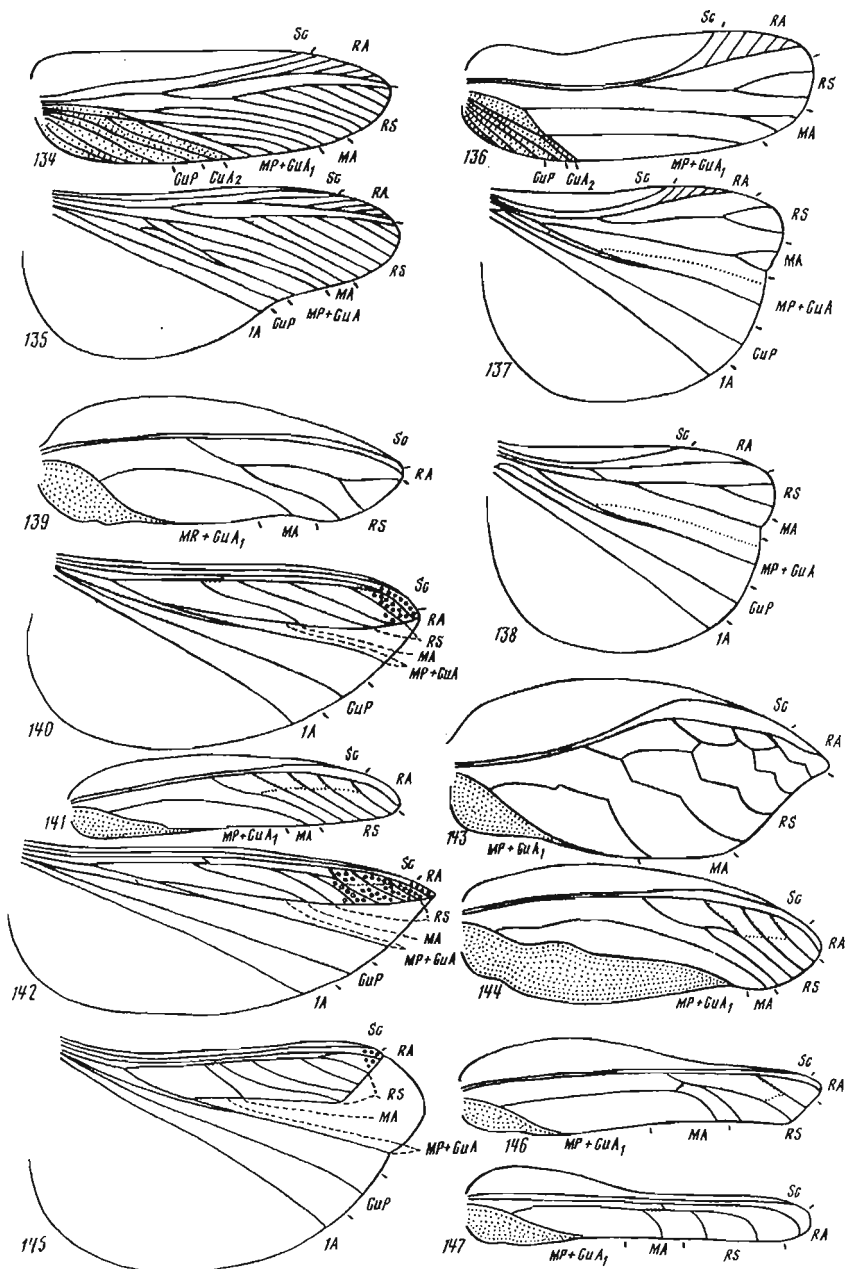 Sc
RA
RS
MA
MP+CuA₁
CuA₂
CuP
134
Sc
RA
RS
MA
MP+CuA
CuP
1A
135
Sc
RA
RS
MA
MP+CuA₁
CuA₂
CuP
136
Sc
RA
RS
MA
MP+CuA
CuP
1A
137
Sc
RA
RS
MA
MP+CuA
CuP
1A
138
Sc
RA
RS
MA
MR+CuA₁
139
Sc
RA
RS
MA
MP+CuA
CuP
1A
140
Sc
RA
RS
MA
MP+CuA₁
141
Sc
RA
RS
MA
MP+CuA
CuP
1A
142
Sc
RA
RS
MA
MP+CuA₁
143
Sc
RA
RS
MA
MP+CuA₁
144
Sc
RA
RS
MA
MP+CuA
CuP
1A
145
Sc
RA
RS
MA
MP+CuA₁
146
Sc
RA
RS
MA
MP+CuA₁
147